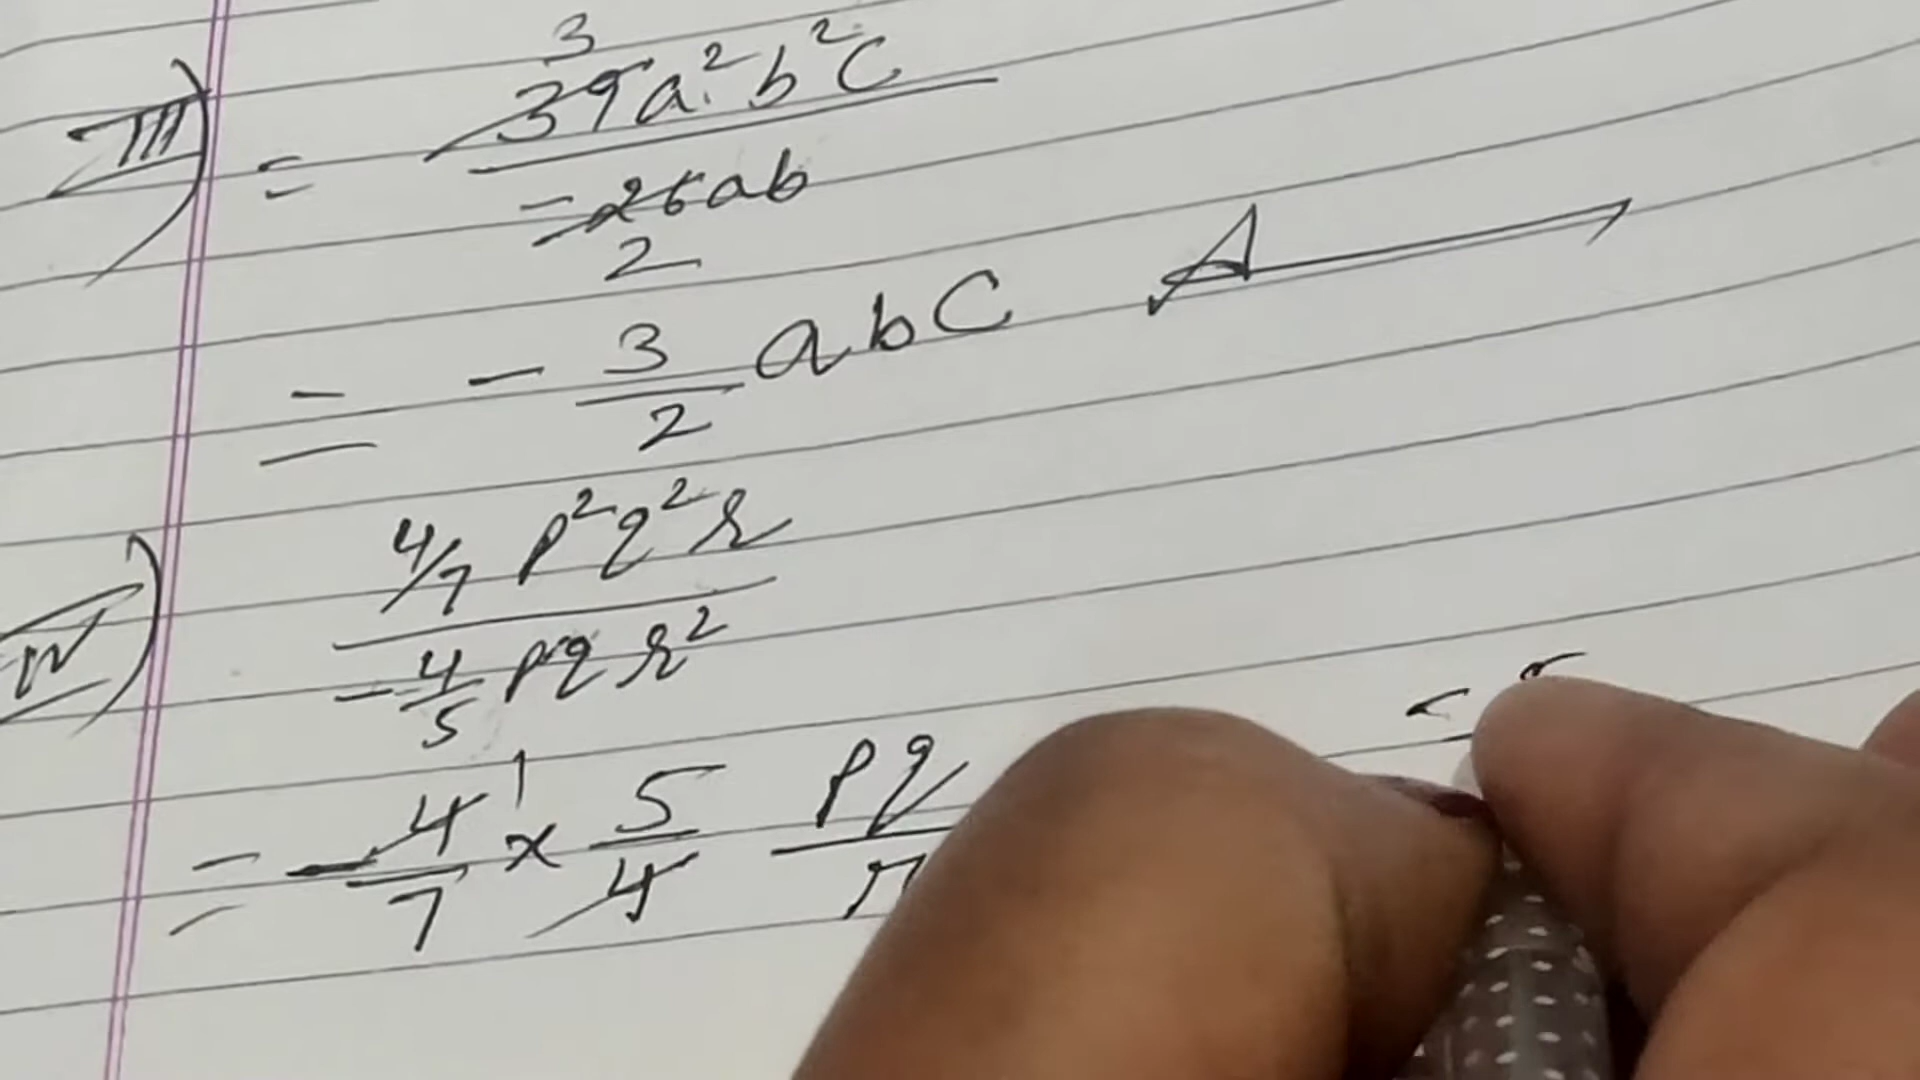 3
III) = 39a²b²c
-26ab
2
= - 3/2 abc A
IV) 4/7 p²q²r
- 4/5 pqr²
= - 4/7 1 × 5/4 pq